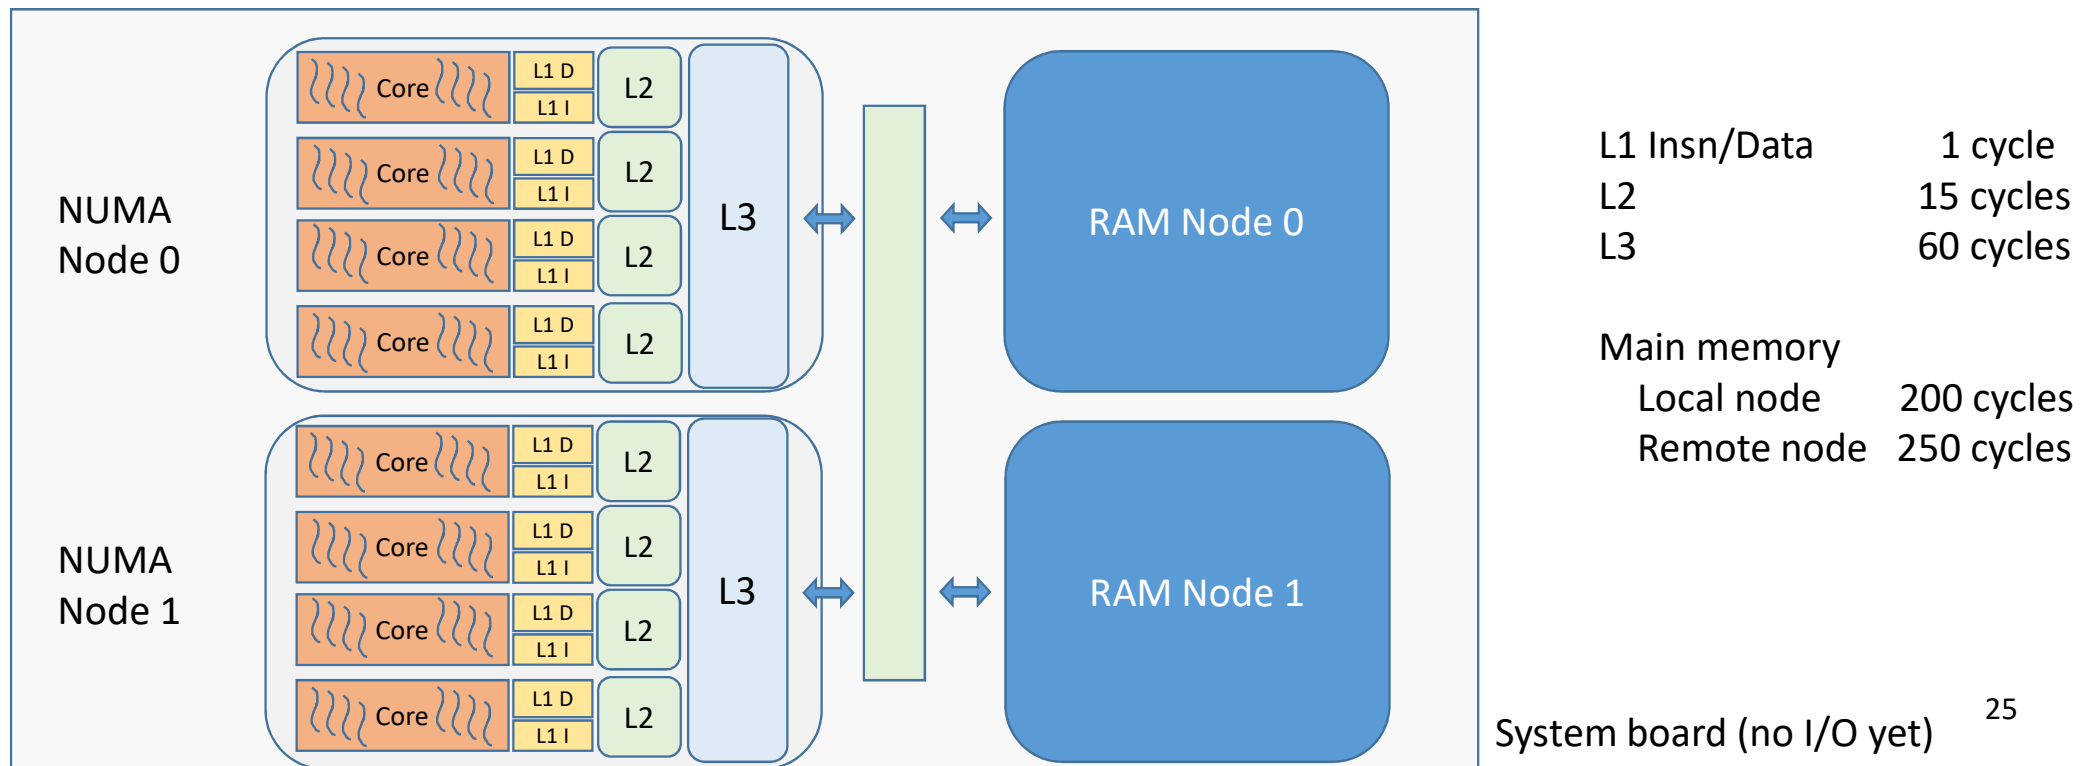 NUMA
Node 0
Core
L1 D
L1 I
L2
Core
L1 D
L1 I
L2
Core
L1 D
L1 I
L2
Core
L1 D
L1 I
L2
L3
RAM Node 0
NUMA
Node 1
Core
L1 D
L1 I
L2
Core
L1 D
L1 I
L2
Core
L1 D
L1 I
L2
Core
L1 D
L1 I
L2
L3
RAM Node 1
L1 Insn/Data 1 cycle
L2 15 cycles
L3 60 cycles
Main memory
Local node 200 cycles
Remote node 250 cycles
System board (no I/O yet)
25